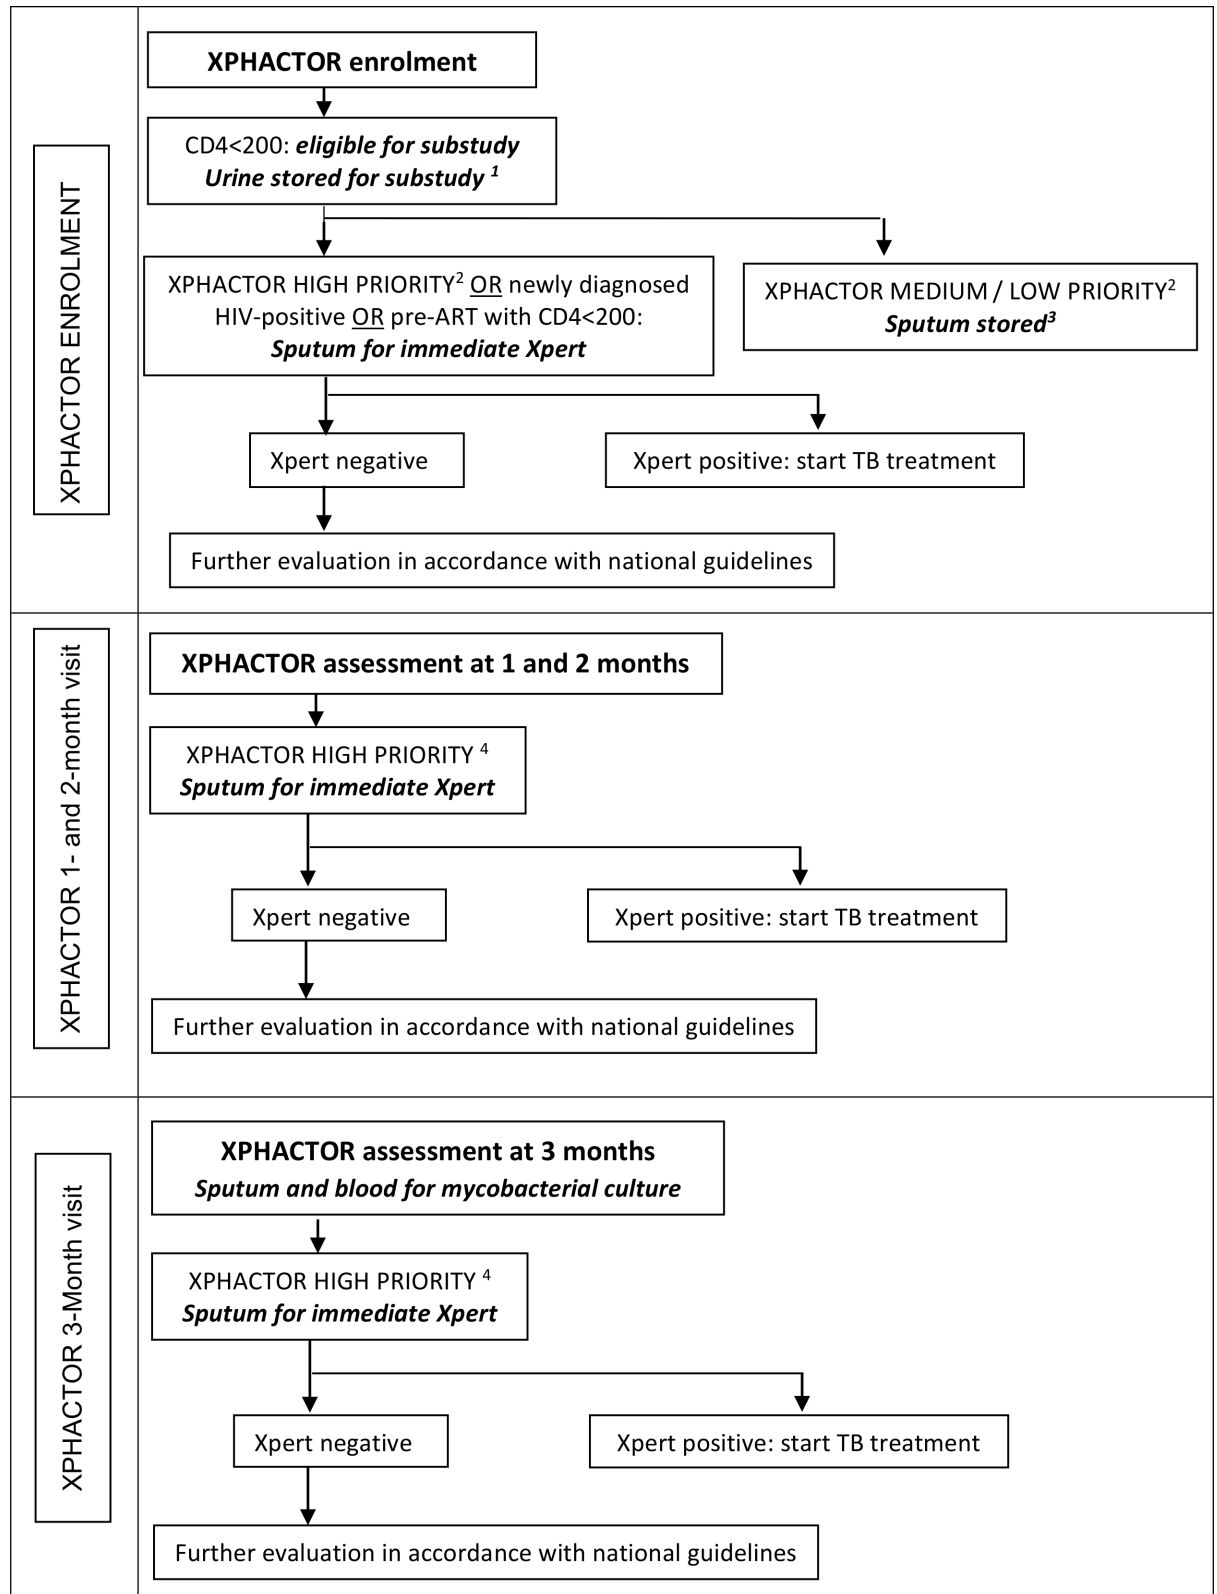 XPHACTOR ENROLMENT
XPHACTOR enrolment
CD4<200: eligible for substudy
Urine stored for substudy 1
XPHACTOR HIGH PRIORITY2 OR newly diagnosed
HIV-positive OR pre-ART with CD4<200:
Sputum for immediate Xpert
XPHACTOR MEDIUM / LOW PRIORITY2
Sputum stored3
Xpert negative
Xpert positive: start TB treatment
Further evaluation in accordance with national guidelines
XPHACTOR 1- and 2-month visit
XPHACTOR assessment at 1 and 2 months
XPHACTOR HIGH PRIORITY 4
Sputum for immediate Xpert
Xpert negative
Xpert positive: start TB treatment
Further evaluation in accordance with national guidelines
XPHACTOR 3-Month visit
XPHACTOR assessment at 3 months
Sputum and blood for mycobacterial culture
XPHACTOR HIGH PRIORITY 4
Sputum for immediate Xpert
Xpert negative
Xpert positive: start TB treatment
Further evaluation in accordance with national guidelines